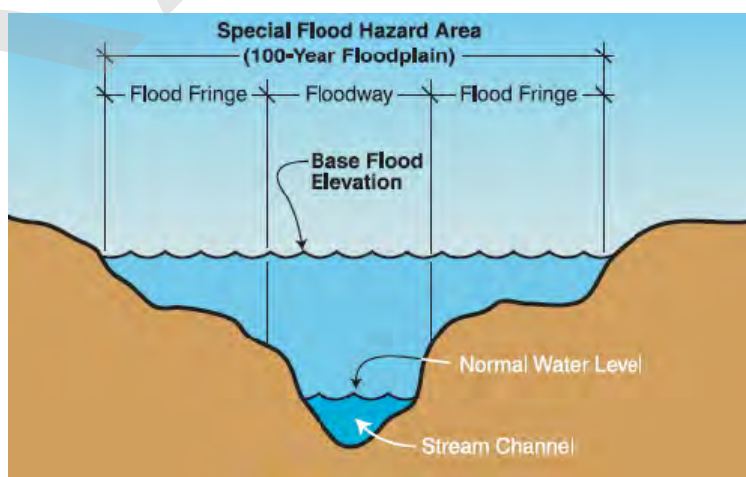 Special Flood Hazard Area
(100-Year Floodplain)
Flood Fringe
Floodway
Flood Fringe
Base Flood
Elevation
Normal Water Level
Stream Channel